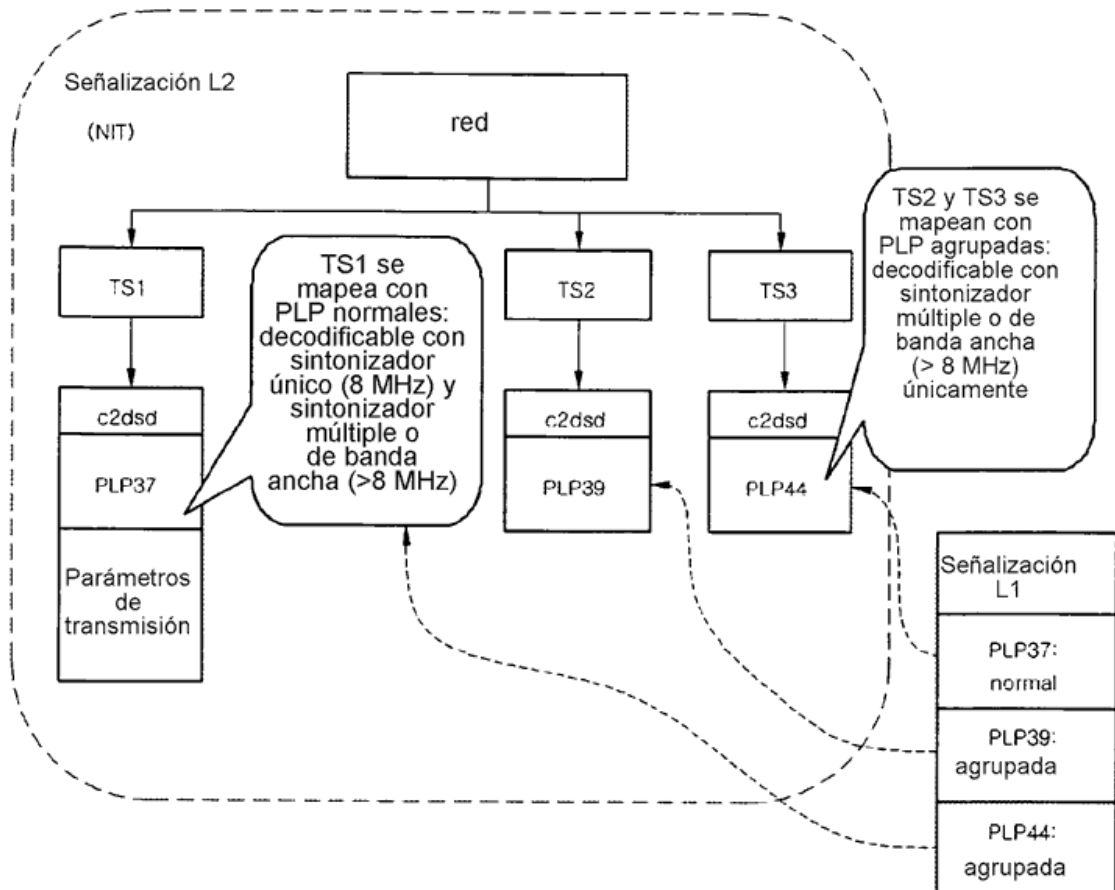 Señalización L2
(NIT)
red
TS1
TS2
TS3
TS1 se
mapea con
PLP normales:
decodificable con
sintonizador
único (8 MHz) y
sintonizador
múltiple o
de banda
ancha (>8 MHz)
TS2 y TS3 se
mapean con
PLP agrupadas:
decodificable con
sintonizador
múltiple o de
banda ancha
(> 8 MHz)
únicamente
c2dsd
PLP37
Parámetros
de
transmisión
c2dsd
PLP39
c2dsd
PLP44
Señalización
L1
PLP37:
normal
PLP39:
agrupada
PLP44:
agrupada